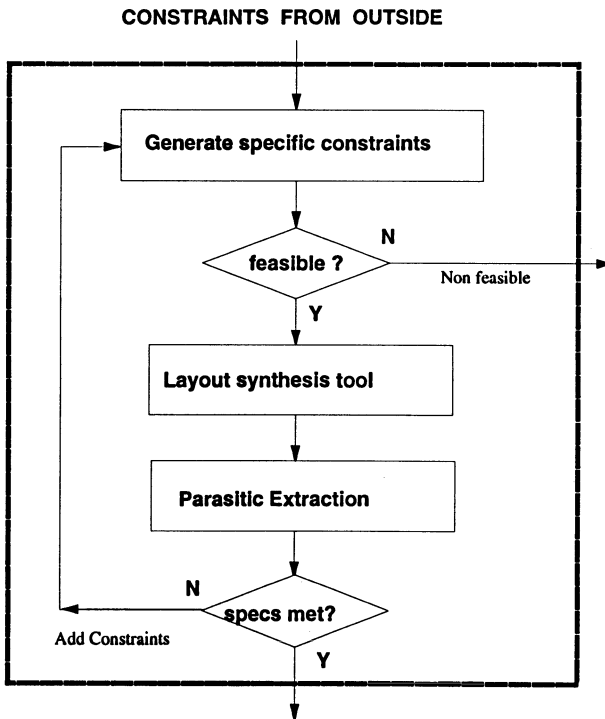 CONSTRAINTS FROM OUTSIDE
Generate specific constraints
N
feasible ?
Non feasible
Y
Layout synthesis tool
Parasitic Extraction
N
specs met?
Add Constraints
Y